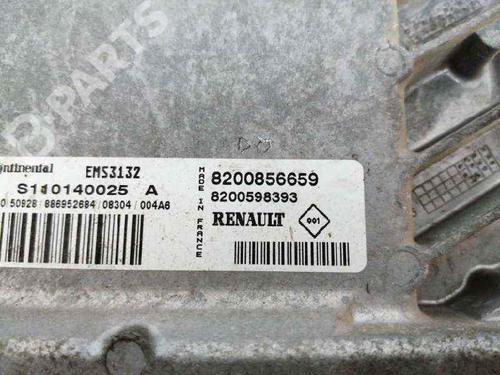 B-PARTS
Continental EMS3132
S110140025 A
0 / 50928 / 886952684 / 08304 / 004A6
MADE IN FRANCE
8200856659
8200598393
RENAULT
001